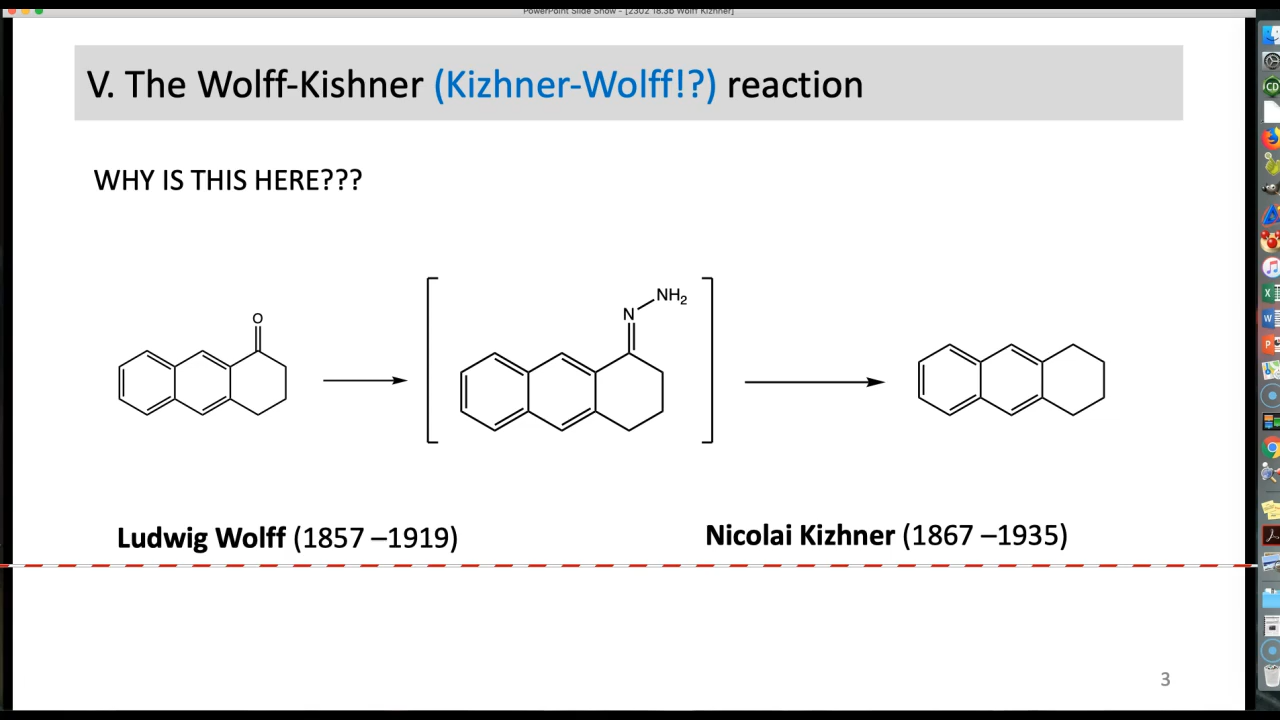 PowerPoint Slide Show - [2302 18.3b Wolff Kizhner]
V. The Wolff-Kishner (Kizhner-Wolff!?) reaction
WHY IS THIS HERE???
NH2
N
O
Ludwig Wolff (1857 –1919)
Nicolai Kizhner (1867 –1935)
3
CD
X
W
P